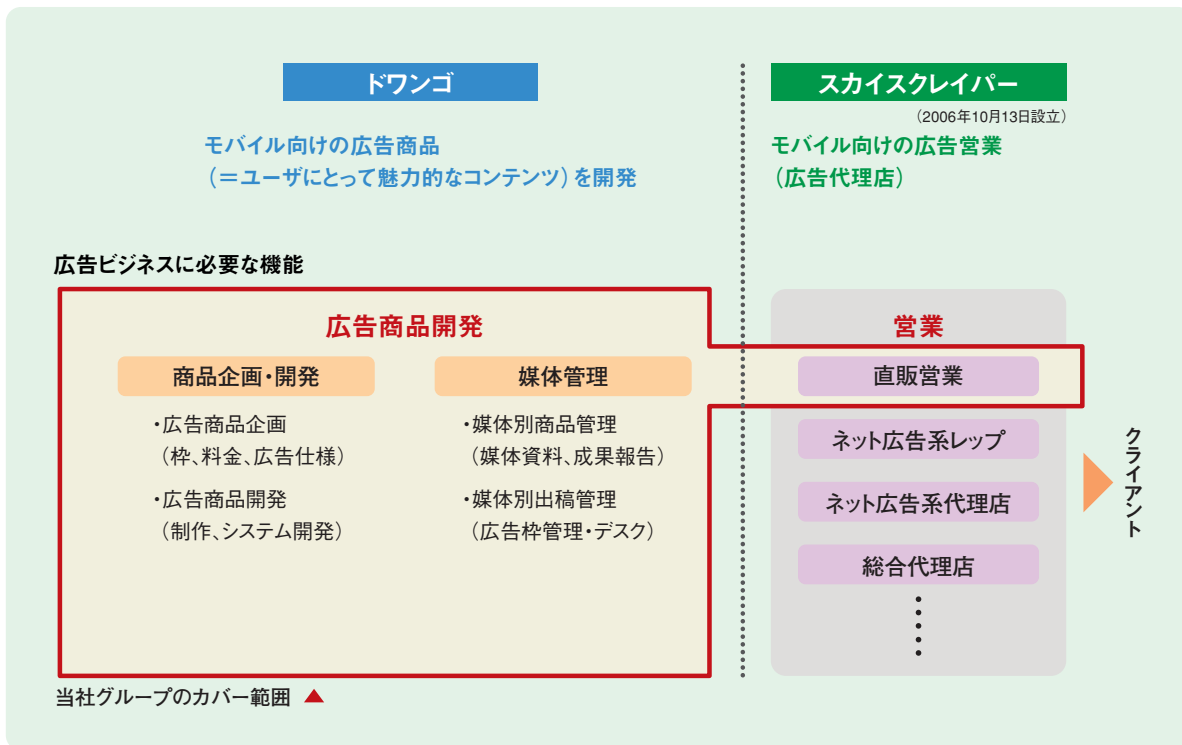 ドワンゴ
モバイル向けの広告商品
（＝ユーザにとって魅力的なコンテンツ）を開発
スカイスクレイパー
（2006年10月13日設立）
モバイル向けの広告営業
（広告代理店）
広告ビジネスに必要な機能
広告商品開発
商品企画・開発
・広告商品企画
（枠、料金、広告仕様）
・広告商品開発
（制作、システム開発）
媒体管理
・媒体別商品管理
（媒体資料、成果報告）
・媒体別出稿管理
（広告枠管理・デスク）
営業
直販営業
ネット広告系レップ
ネット広告系代理店
総合代理店
クライアント
当社グループのカバー範囲 ▲